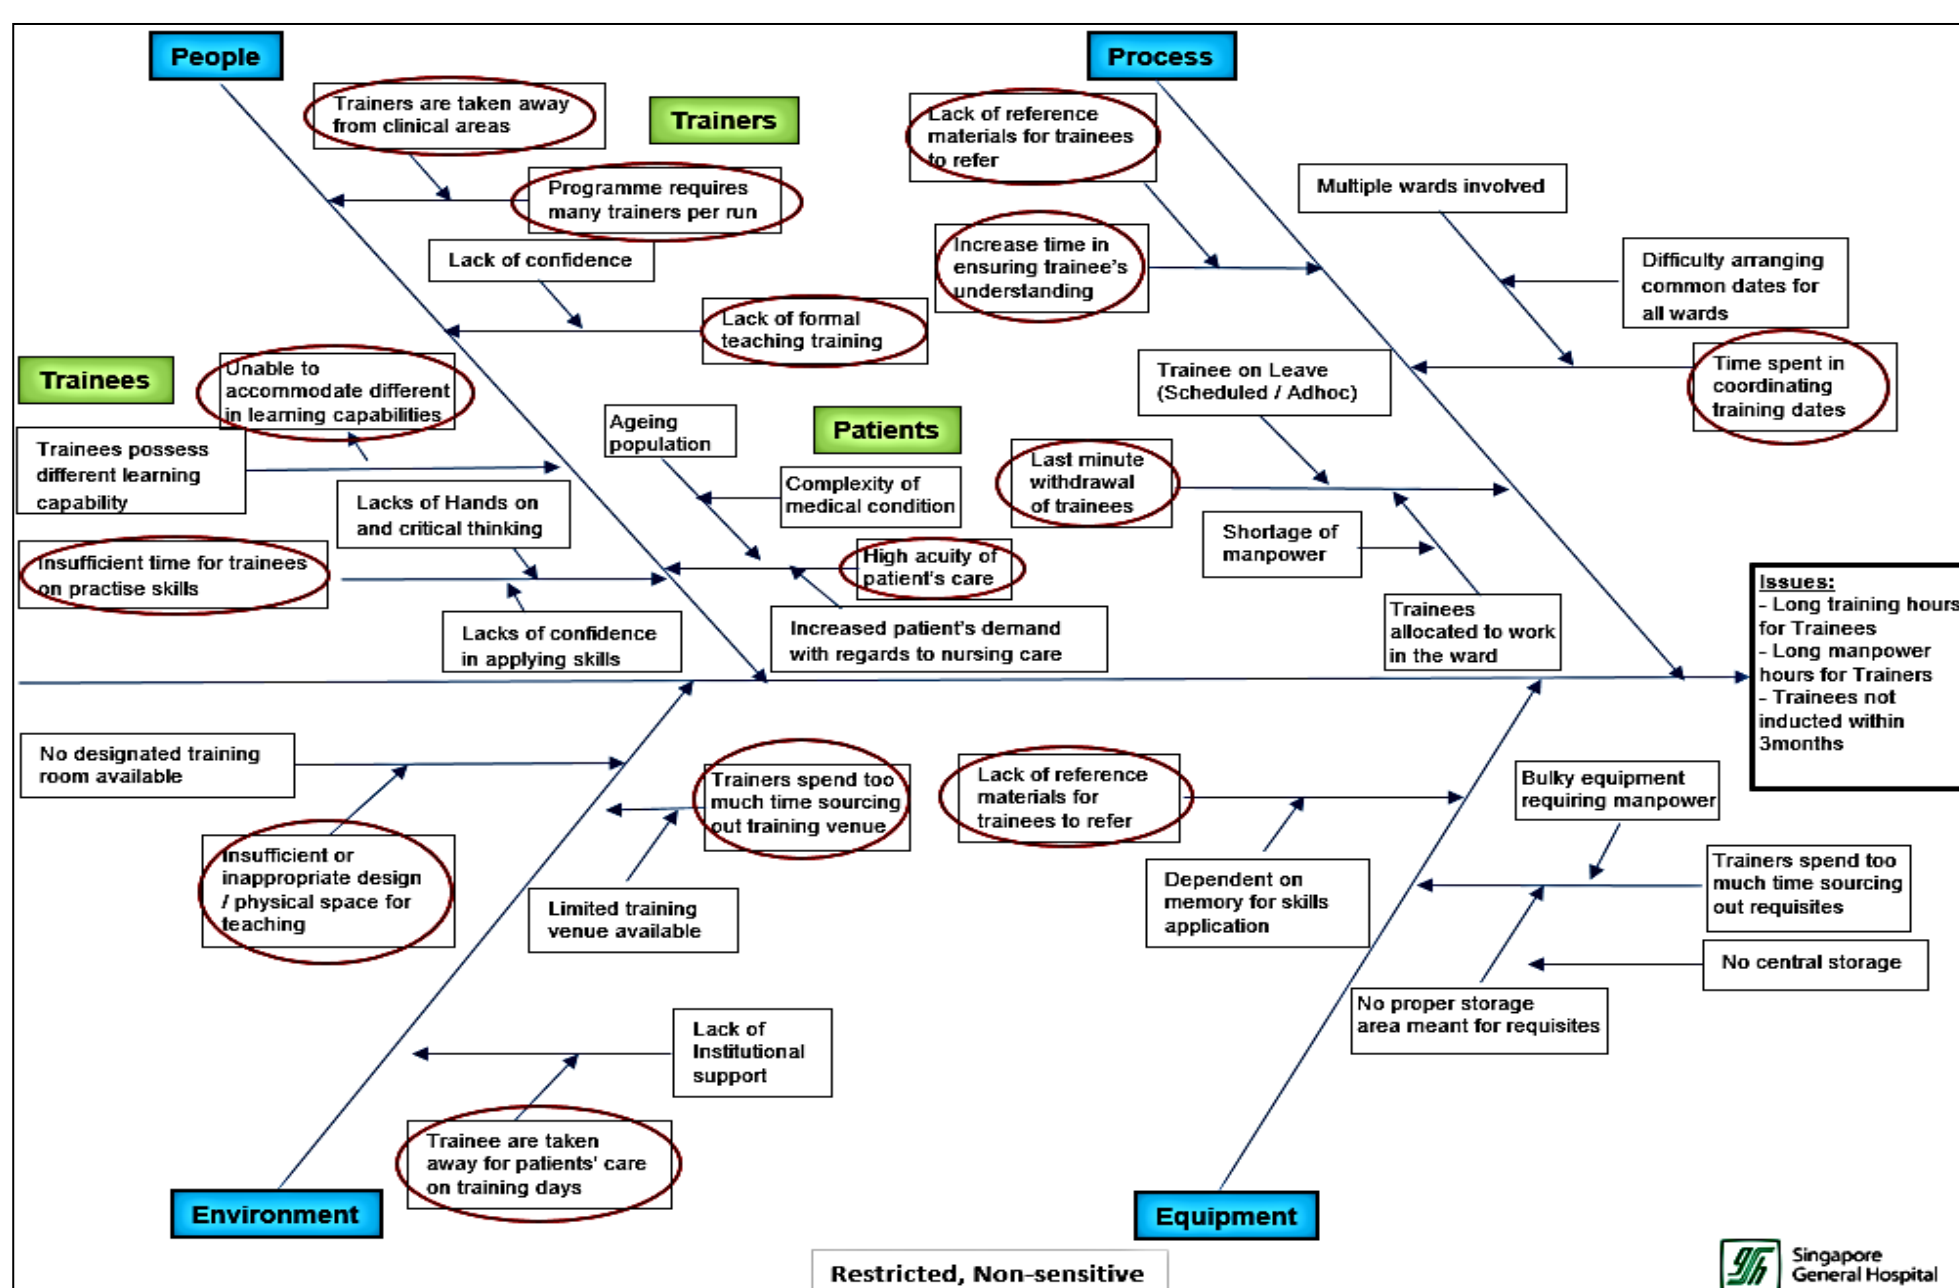 People
Process
Trainers are taken away
from clinical areas
Trainers
Lack of reference
materials for trainees
to refer
Programme requires
many trainers per run
Multiple wards involved
Lack of confidence
Increase time in
ensuring trainee's
understanding
Difficulty arranging
common dates for
all wards
Lack of formal
teaching training
Trainees
Unable to
accommodate different
in learning capabilities
Trainee on Leave
(Scheduled / Adhoc)
Time spent in
coordinating
training dates
Ageing
population
Patients
Trainees possess
different learning
capability
Last minute
withdrawal
of trainees
Complexity of
medical condition
Lacks of Hands on
and critical thinking
Shortage of
manpower
Insufficient time for trainees
on practise skills
High acuity of
patient's care
Trainees
allocated to work
in the ward
Lacks of confidence
in applying skills
Increased patient's demand
with regards to nursing care
Issues:
- Long training hours
for Trainees
- Long manpower
hours for Trainers
- Trainees not
inducted within
3months
No designated training
room available
Trainers spend too
much time sourcing
out training venue
Lack of reference
materials for
trainees to refer
Bulky equipment
requiring manpower
Insufficient or
inappropriate design
/ physical space for
teaching
Limited training
venue available
Dependent on
memory for skills
application
Trainers spend too
much time sourcing
out requisites
No central storage
No proper storage
area meant for requisites
Lack of
Institutional
support
Trainee are taken
away for patients' care
on training days
Environment
Equipment
Restricted, Non-sensitive
Singapore
General Hospital